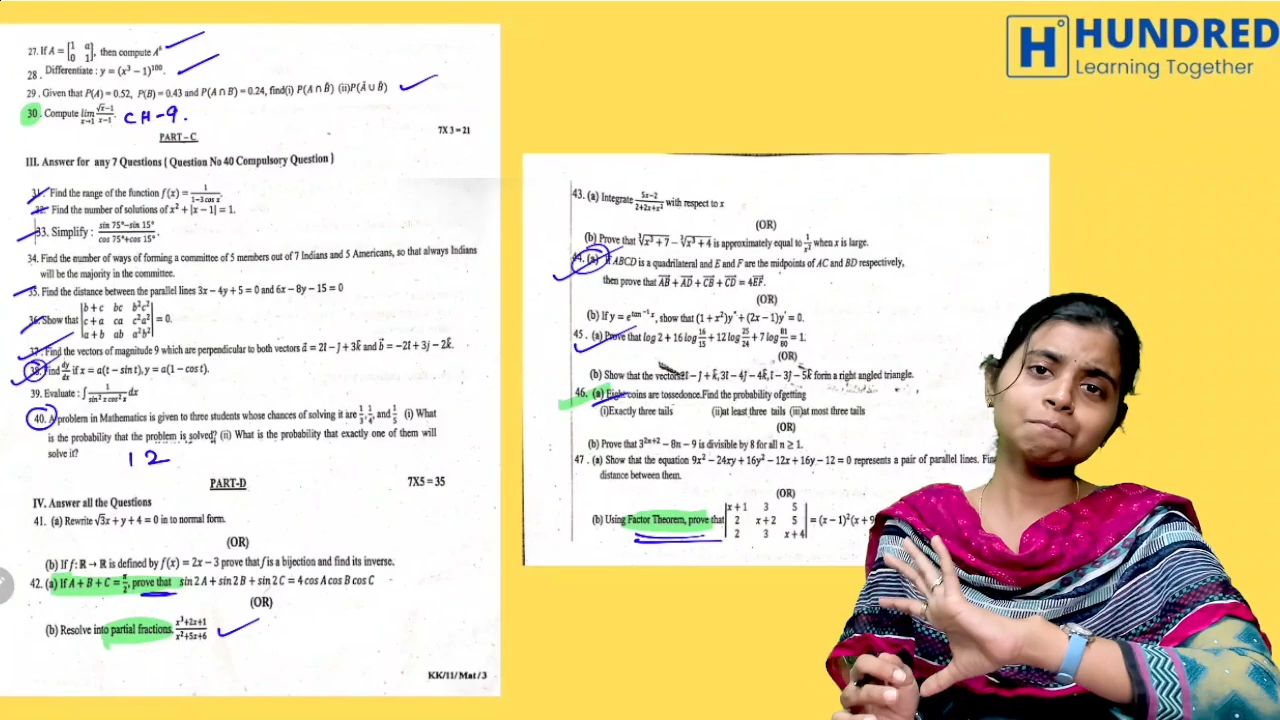 27. If A = [1 a 0 1], then compute A⁴
28. Differentiate : y = (x³ − 1)¹⁰⁰
29. Given that P(A) = 0.52, P(B) = 0.43 and P(A ∩ B) = 0.24, find(i) P(A ∩ B̄) (ii)P(Ā ∪ B̄)
30. Compute lim x→1 √x−1 / x−1. CH-9.
PART-C
7X 3 = 21
III. Answer for any 7 Questions ( Question No 40 Compulsory Question )
31. Find the range of the function f(x) = 1 / 1−3 cos x.
32. Find the number of solutions of x² + |x − 1| = 1.
33. Simplify : sin 75°−sin 15° / cos 75°+cos 15°
34. Find the number of ways of forming a committee of 5 members out of 7 Indians and 5 Americans, so that always Indians
will be the majority in the committee.
35. Find the distance between the parallel lines 3x − 4y + 5 = 0 and 6x − 8y − 15 = 0
36. Show that |b + c bc b²c²
c + a ca c²a²
a + b ab a²b²| = 0.
37. Find the vectors of magnitude 9 which are perpendicular to both vectors a⃗ = 2î − ĵ + 3k̂ and b⃗ = −2î + 3ĵ − 2k̂.
38. Find dy/dx if x = a(t − sin t), y = a(1 − cos t).
39. Evaluate : ∫ 1 / sin² x cos² x dx
40. A problem in Mathematics is given to three students whose chances of solving it are 1/3, 1/4, and 1/5 (i) What
is the probability that the problem is solved? (ii) What is the probability that exactly one of them will
solve it?
12
PART-D
7X5 = 35
IV. Answer all the Questions
41. (a) Rewrite √3x + y + 4 = 0 in to normal form.
(OR)
(b) If f: R → R is defined by f(x) = 2x − 3 prove that f is a bijection and find its inverse.
42. (a) If A + B + C = π/2, prove that sin 2A + sin 2B + sin 2C = 4 cos A cos B cos C
(OR)
(b) Resolve into partial fractions. x³+2x+1 / x²+5x+6
KK/11/Mat/3
43. (a) Integrate 5x−2 / 2+2x+x² with respect to x
(OR)
(b) Prove that ∛x³ + 7 − ∛x³ + 4 is approximately equal to 1/x² when x is large.
44. (a) If ABCD is a quadrilateral and E and F are the midpoints of AC and BD respectively,
then prove that AB + AD + CB + CD = 4EF.
(OR)
(b) If y = e^tan⁻¹x, show that (1 + x²)y" + (2x − 1)y' = 0
45. (a) Prove that log 2 + 16 log 16/15 + 12 log 25/24 + 7 log 81/80 = 1.
(OR)
(b) Show that the vectors 2î − ĵ + k̂, 3î − 4ĵ − 4k̂, î − 3ĵ − 5k̂ form a right angled triangle.
46. (a) Eight coins are tossedonce. Find the probability ofgetting
(i)Exactly three tails (ii)at least three tails (iii)at most three tails
(OR)
(b) Prove that 3²ⁿ⁺² − 8n − 9 is divisible by 8 for all n ≥ 1.
47. (a) Show that the equation 9x² − 24xy + 16y² − 12x + 16y − 12 = 0 represents a pair of parallel lines.
distance between them.
(OR)
(b) Using Factor Theorem, prove that |x + 1 3 5
2 x + 2 5
2 3 x + 4| = (x − 1)²(x + 9
HUNDRED
Learning Together